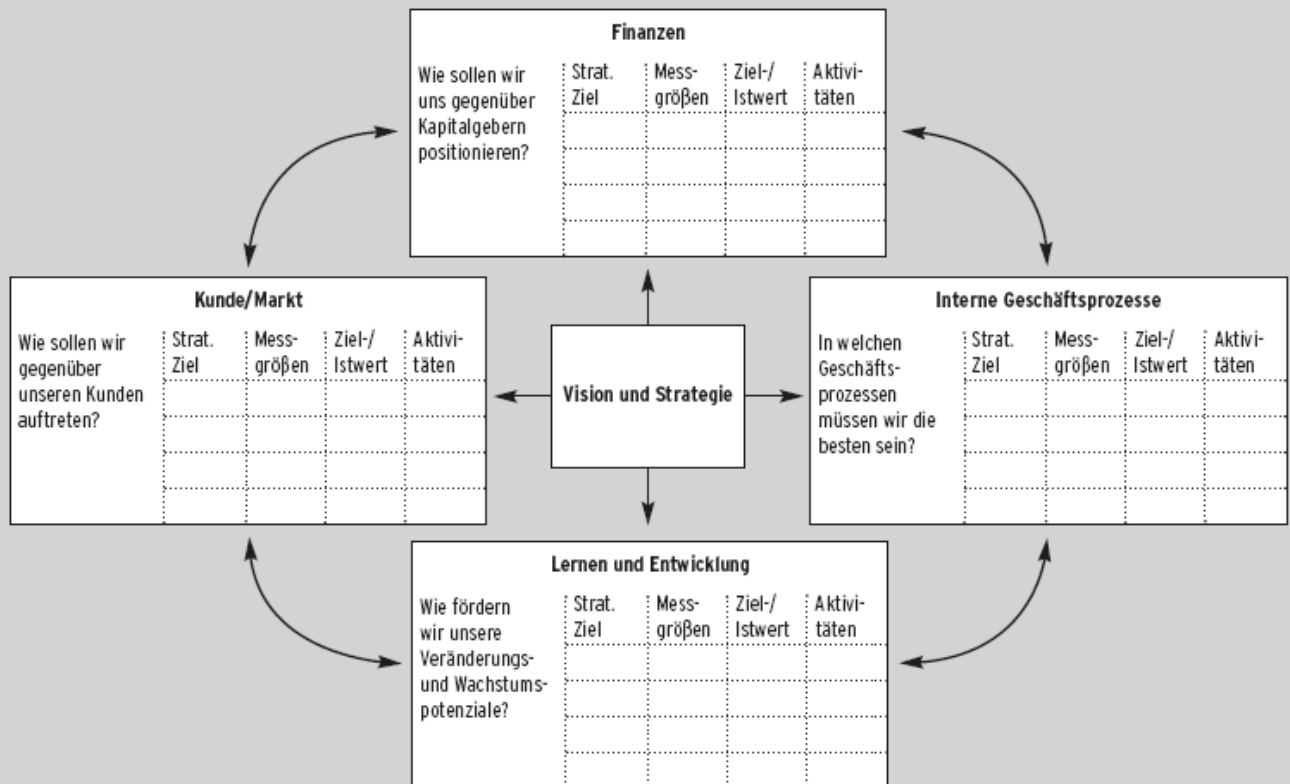 Finanzen
Wie sollen wir
uns gegenüber
Kapitalgebern
positionieren?
Strat. Mess- Ziel-/ Aktivi-
Ziel größen Istwert täten
Kunde/Markt
Wie sollen wir
gegenüber
unseren Kunden
auftreten?
Strat. Mess- Ziel-/ Aktivi-
Ziel größen Istwert täten
Vision und Strategie
Interne Geschäftsprozesse
In welchen
Geschäfts-
prozessen
müssen wir die
besten sein?
Strat. Mess- Ziel-/ Aktivi-
Ziel größen Istwert täten
Lernen und Entwicklung
Wie fördern
wir unsere
Veränderungs-
und Wachstums-
potenziale?
Strat. Mess- Ziel-/ Aktivi-
Ziel größen Istwert täten